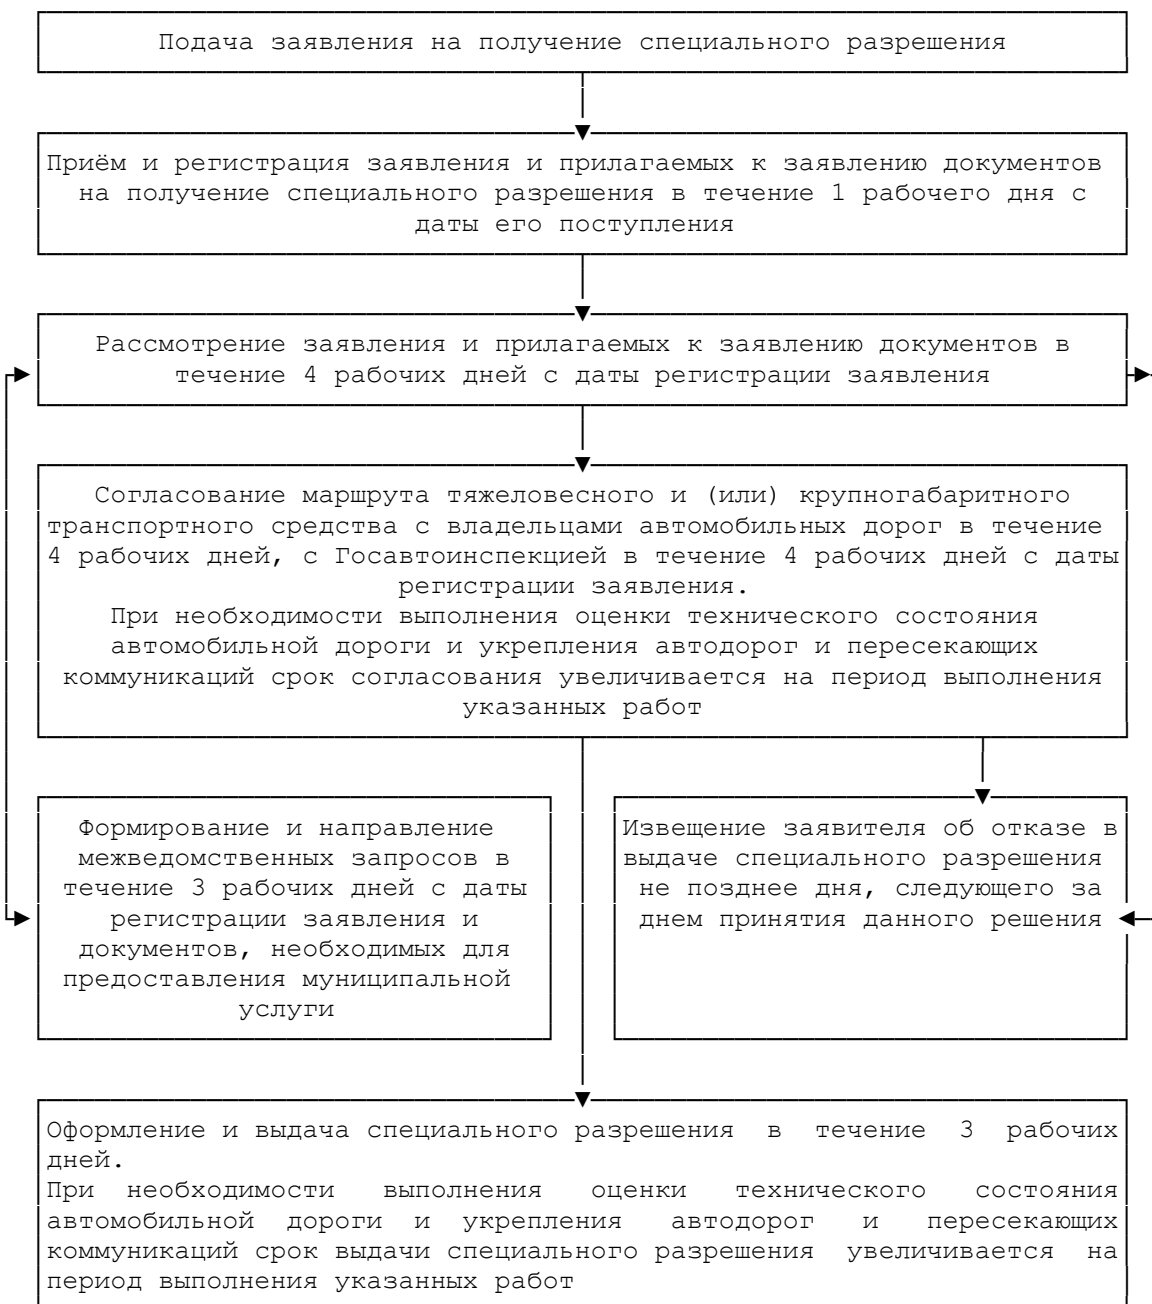 Подача заявления на получение специального разрешения
Приём и регистрация заявления и прилагаемых к заявлению документов
на получение специального разрешения в течение 1 рабочего дня с
даты его поступления
Рассмотрение заявления и прилагаемых к заявлению документов в
течение 4 рабочих дней с даты регистрации заявления
Согласование маршрута тяжеловесного и (или) крупногабаритного
транспортного средства с владельцами автомобильных дорог в течение
4 рабочих дней, с Госавтоинспекцией в течение 4 рабочих дней с даты
регистрации заявления.
При необходимости выполнения оценки технического состояния
автомобильной дороги и укрепления автодорог и пересекающих
коммуникаций срок согласования увеличивается на период выполнения
указанных работ
Формирование и направление
межведомственных запросов в
течение 3 рабочих дней с даты
регистрации заявления и
документов, необходимых для
предоставления муниципальной
услуги
Извещение заявителя об отказе в
выдаче специального разрешения
не позднее дня, следующего за
днем принятия данного решения
Оформление и выдача специального разрешения в течение 3 рабочих
дней.
При необходимости выполнения оценки технического состояния
автомобильной дороги и укрепления автодорог и пересекающих
коммуникаций срок выдачи специального разрешения увеличивается на
период выполнения указанных работ